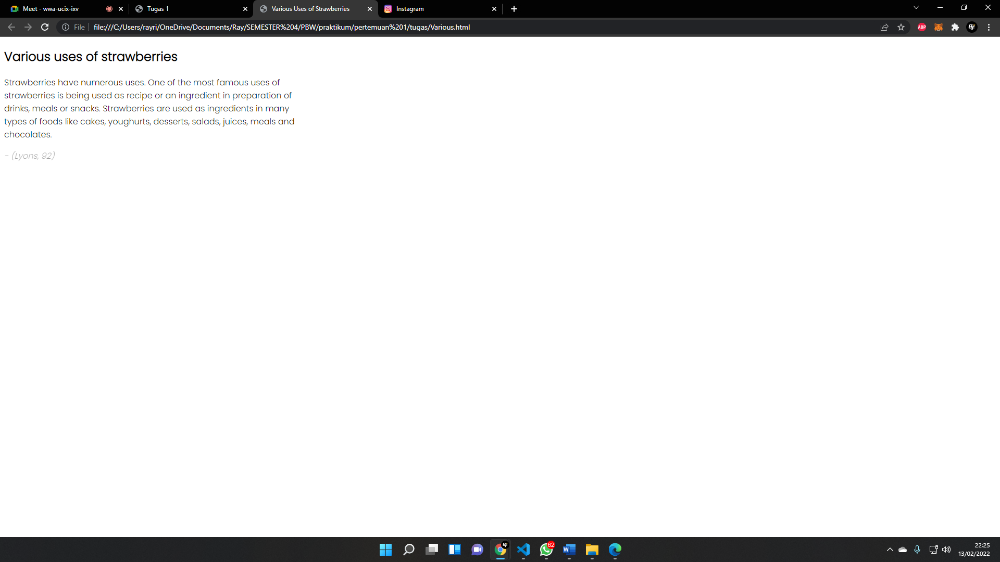 Meet - wwa-ucix-ixv
Tugas 1
Various Uses of Strawberries
Instagram
File
file:///C:/Users/rayri/OneDrive/Documents/Ray/SEMESTER%204/PBW/praktikum/pertemuan%201/tugas/Various.html
ABP
Various uses of strawberries
Strawberries have numerous uses. One of the most famous uses of
strawberries is being used as recipe or an ingredient in preparation of
drinks, meals or snacks. Strawberries are used as ingredients in many
types of foods like cakes, youghurts, desserts, salads, juices, meals and
chocolates.
- (Lyons, 92)
62
W
22:25
13/02/2022